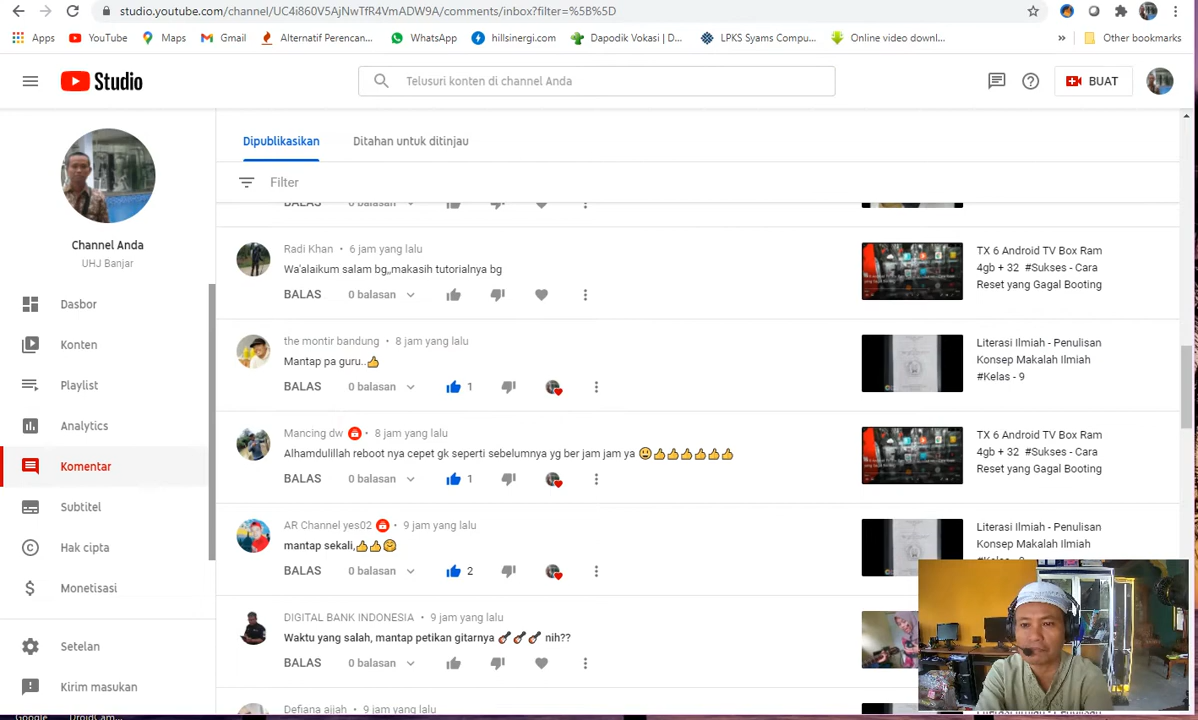 studio.youtube.com/channel/UC4i860V5AjNwTfR4VmADW9A/comments/inbox?filter=%5B%5D
Apps YouTube Maps Gmail Alternatif Perencan... WhatsApp hillsinergi.com Dapodik Vokasi | D... LPKS Syams Compu... Online video downl... » Other bookmarks
Studio
Telusuri konten di channel Anda
BUAT
Channel Anda
UHJ Banjar
Dasbor
Konten
Playlist
Analytics
Komentar
Subtitel
Hak cipta
Monetisasi
Setelan
Kirim masukan
Dipublikasikan Ditahan untuk ditinjau
Filter
BALAS 0 balasan
Radi Khan • 6 jam yang lalu
Wa'alaikum salam bg,,makasih tutorialnya bg
BALAS 0 balasan
TX 6 Android TV Box Ram
4gb + 32 #Sukses - Cara
Reset yang Gagal Booting
the montir bandung • 8 jam yang lalu
Mantap pa guru..👍
BALAS 0 balasan 1
Literasi Ilmiah - Penulisan
Konsep Makalah Ilmiah
#Kelas - 9
Mancing dw • 8 jam yang lalu
Alhamdulillah reboot nya cepet gk seperti sebelumnya yg ber jam jam ya 😃👍👍👍👍👍👍
BALAS 0 balasan 1
TX 6 Android TV Box Ram
4gb + 32 #Sukses - Cara
Reset yang Gagal Booting
AR Channel yes02 • 9 jam yang lalu
mantap sekali,👍👍🤗
BALAS 0 balasan 2
Literasi Ilmiah - Penulisan
Konsep Makalah Ilmiah
DIGITAL BANK INDONESIA • 9 jam yang lalu
Waktu yang salah, mantap petikan gitarnya 🎸🎸🎸 nih??
BALAS 0 balasan
Defiana ajjah • 9 jam yang lalu
Google DroidCam...